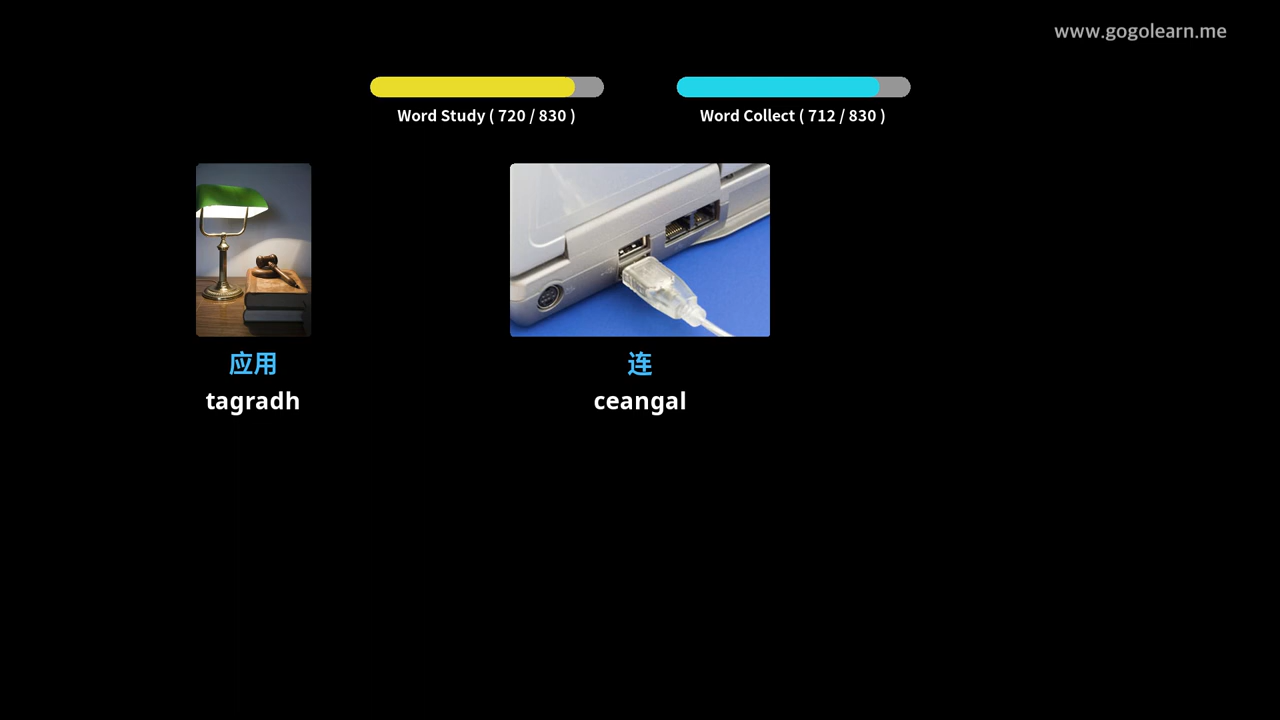 www.gogolearn.me
Word Study ( 720 / 830 )
Word Collect ( 712 / 830 )
应用
tagradh
连
ceangal